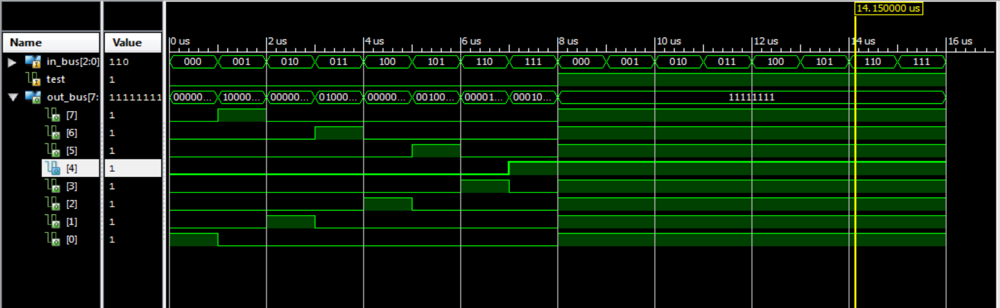 14.150000 us
Name Value 0 us 2 us 4 us 6 us 8 us 10 us 12 us 14 us 16 us
in_bus[2:0] 110 000 001 010 011 100 101 110 111 000 001 010 011 100 101 110 111
test 1
out_bus[7: 11111111 00000... 10000... 00000... 01000... 00000... 00100... 00001... 00010... 11111111
[7] 1
[6] 1
[5] 1
[4] 1
[3] 1
[2] 1
[1] 1
[0] 1